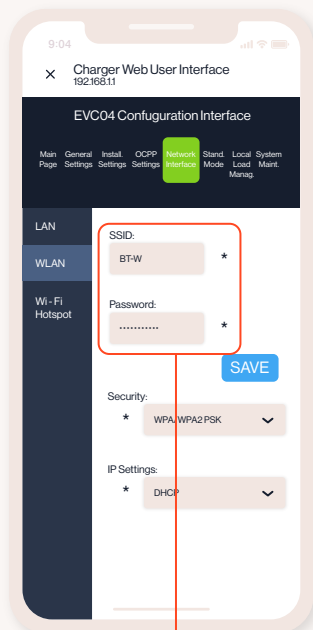 9:04
Charger Web User Interface
192.168.1.1
EVC04 Confuguration Interface
Main Page
General Settings
Install. Settings
OCPP Settings
Network Interface
Stand. Mode
Local Load Manag.
System Maint.
LAN
WLAN
Wi-Fi Hotspot
SSID:
BT-W *
Password:
*
SAVE
Security:
* WPA/WPA2 PSK
IP Settings:
* DHCP